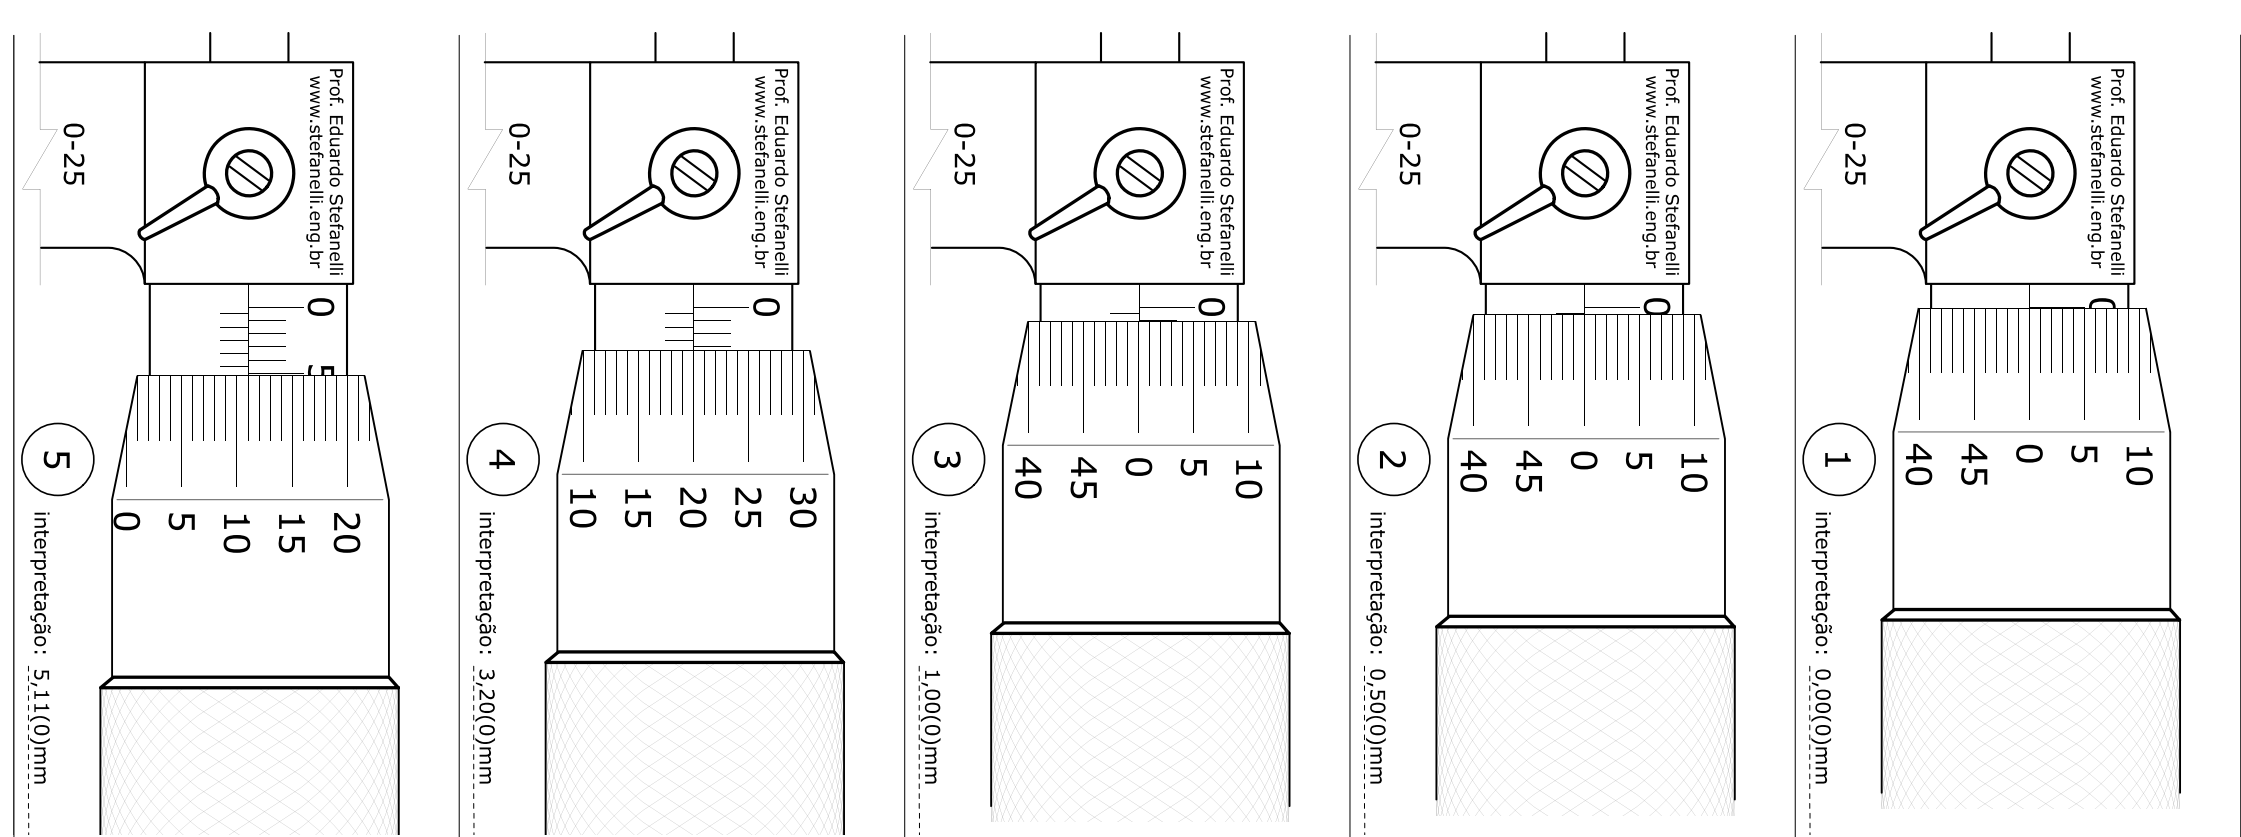 Prof. Eduardo Stefanelli
www.stefanelli.eng.br
0-25
0
40 45 0 5 10
1
interpretação: 0,00(0)mm
Prof. Eduardo Stefanelli
www.stefanelli.eng.br
0-25
0
40 45 0 5 10
2
interpretação: 0,50(0)mm
Prof. Eduardo Stefanelli
www.stefanelli.eng.br
0-25
0
40 45 0 5 10
3
interpretação: 1,00(0)mm
Prof. Eduardo Stefanelli
www.stefanelli.eng.br
0-25
0
10 15 20 25 30
4
interpretação: 3,20(0)mm
Prof. Eduardo Stefanelli
www.stefanelli.eng.br
0-25
0 5
0 5 10 15 20
5
interpretação: 5,11(0)mm